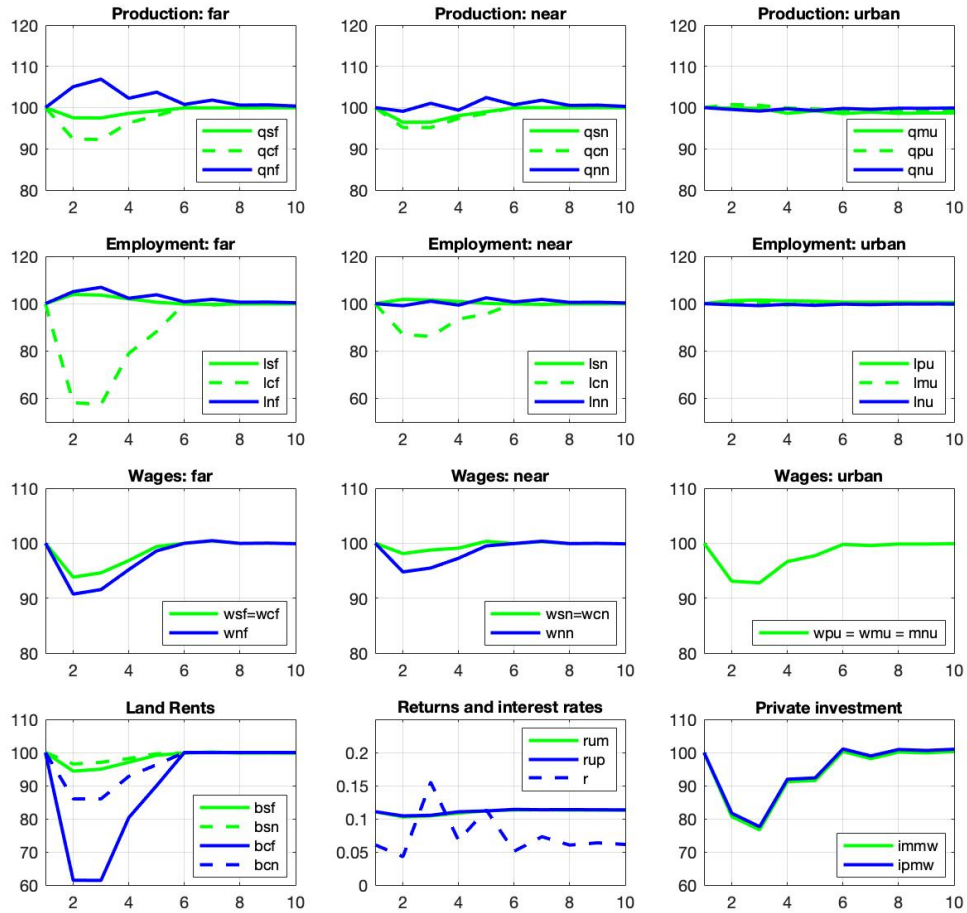 Production: far
120
110
100
90
80
qsf
qcf
qnf
2 4 6 8 10
Production: near
120
110
100
90
80
qsn
qcn
qnn
2 4 6 8 10
Production: urban
120
110
100
90
80
qmu
qpu
qnu
2 4 6 8 10
Employment: far
120
100
80
60
lsf
lcf
lnf
2 4 6 8 10
Employment: near
120
100
80
60
lsn
lcn
lnn
2 4 6 8 10
Employment: urban
120
100
80
60
lpu
lmu
lnu
2 4 6 8 10
Wages: far
110
100
90
80
wsf=wcf
wnf
2 4 6 8 10
Wages: near
110
100
90
80
wsn=wcn
wnn
2 4 6 8 10
Wages: urban
110
100
90
80
wpu = wmu = mnu
2 4 6 8 10
Land Rents
110
100
90
80
70
60
bsf
bsn
bcf
bcn
2 4 6 8 10
Returns and interest rates
0.2
0.15
0.1
0.05
0
rum
rup
r
2 4 6 8 10
Private investment
110
100
90
80
70
60
immw
ipmw
2 4 6 8 10